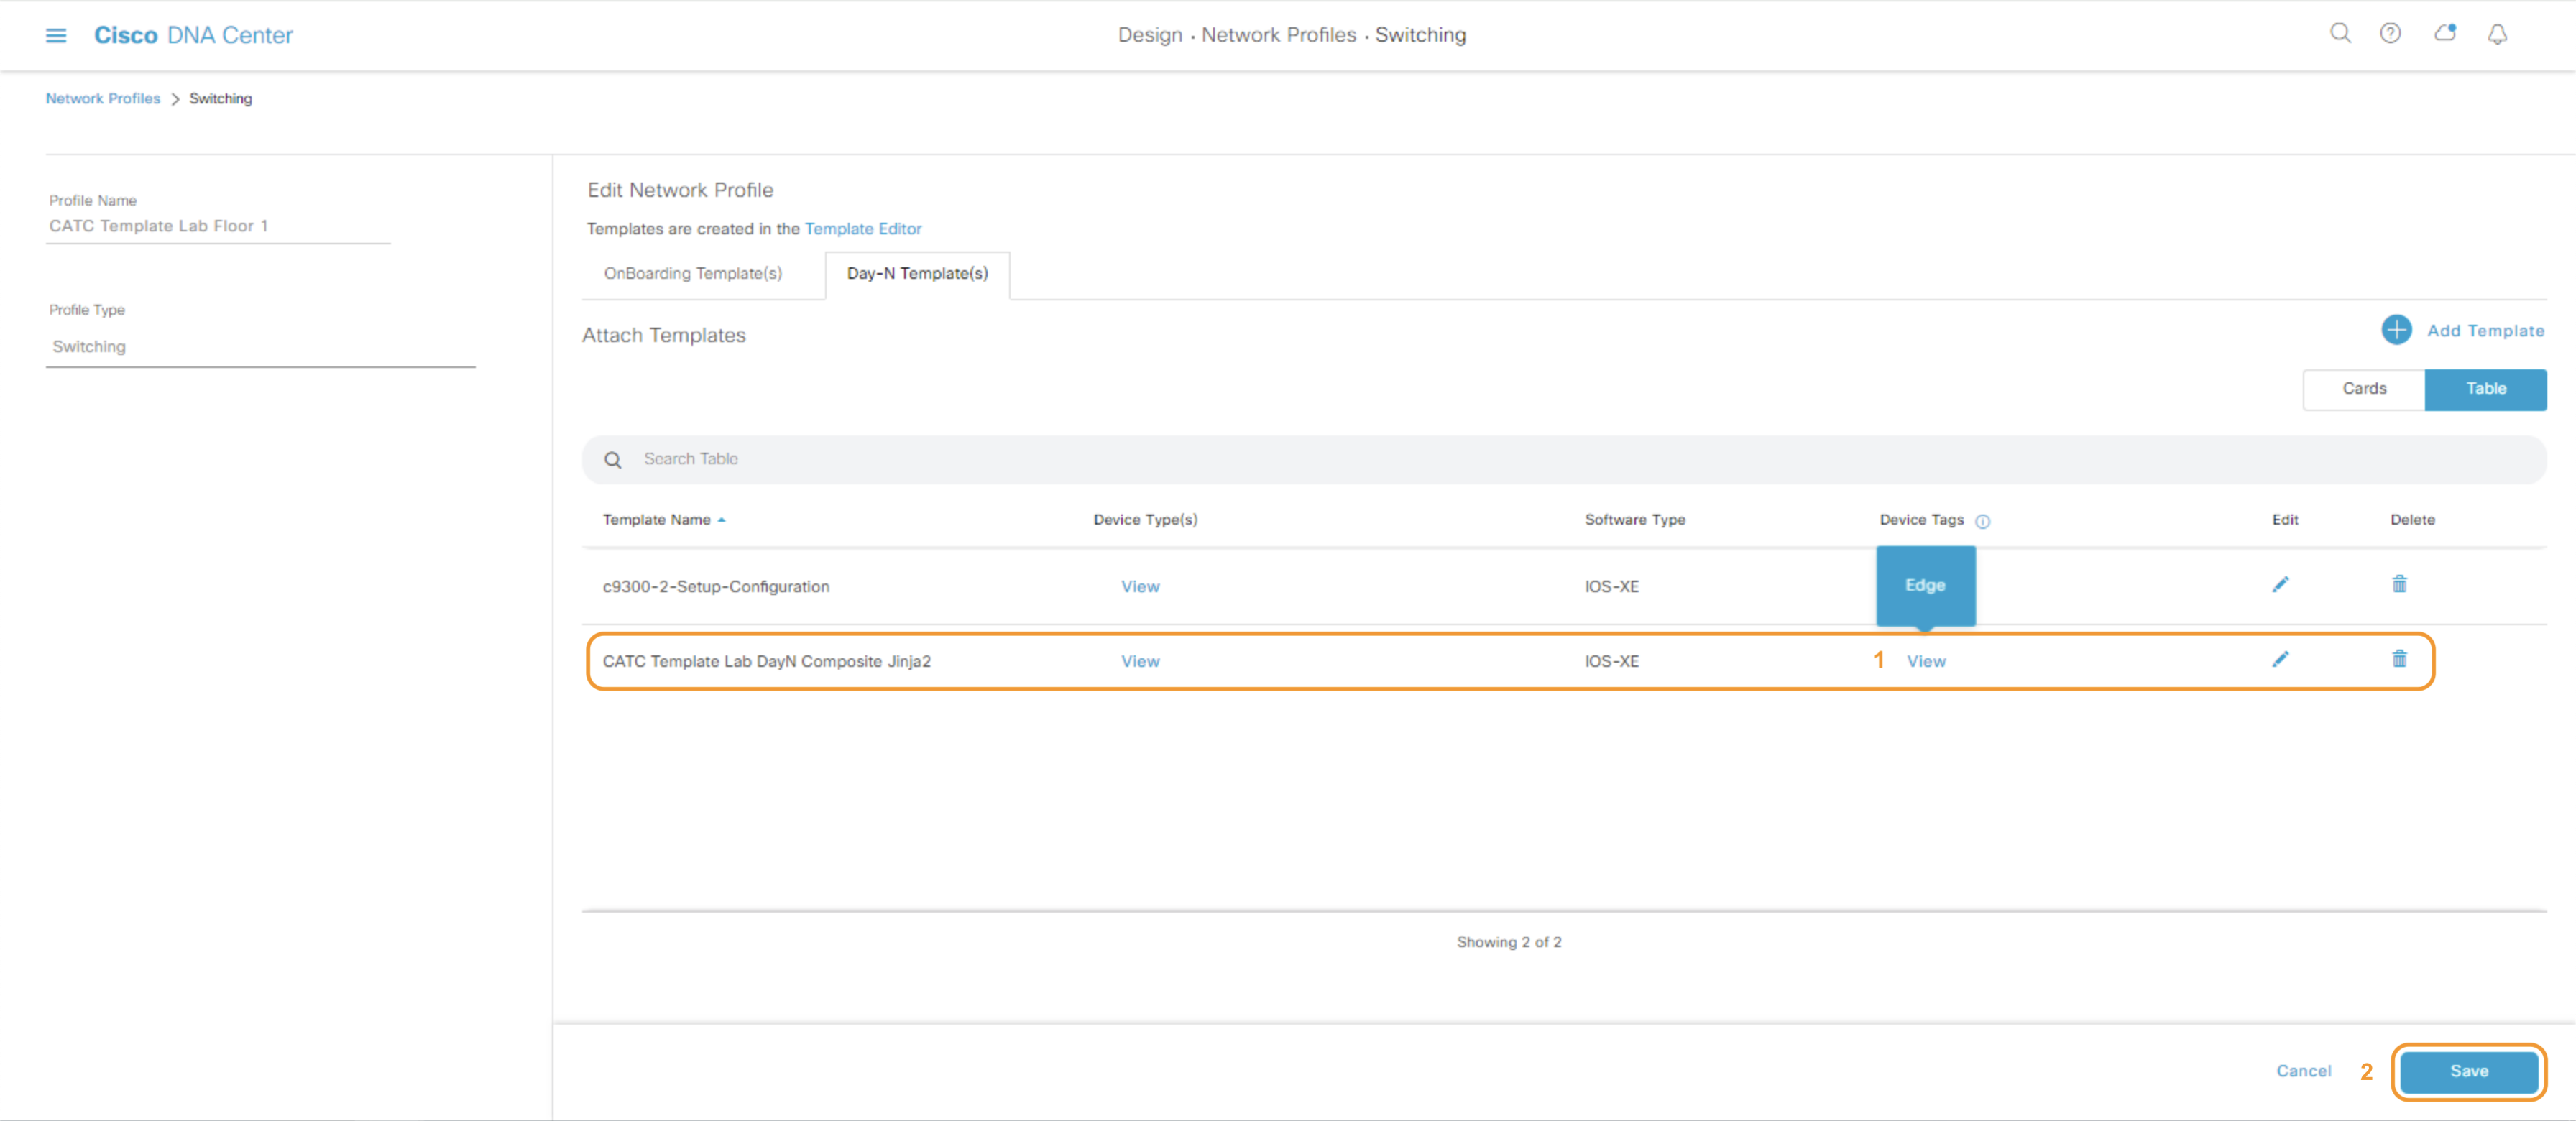 Cisco DNA Center
Design · Network Profiles · Switching
Network Profiles > Switching
Profile Name
CATC Template Lab Floor 1
Profile Type
Switching
Edit Network Profile
Templates are created in the Template Editor
OnBoarding Template(s) Day-N Template(s)
Attach Templates
Add Template
Cards Table
Search Table
Template Name Device Type(s) Software Type Device Tags Edit Delete
c9300-2-Setup-Configuration View IOS-XE Edge
CATC Template Lab DayN Composite Jinja2 View IOS-XE 1 View
Showing 2 of 2
Cancel 2 Save